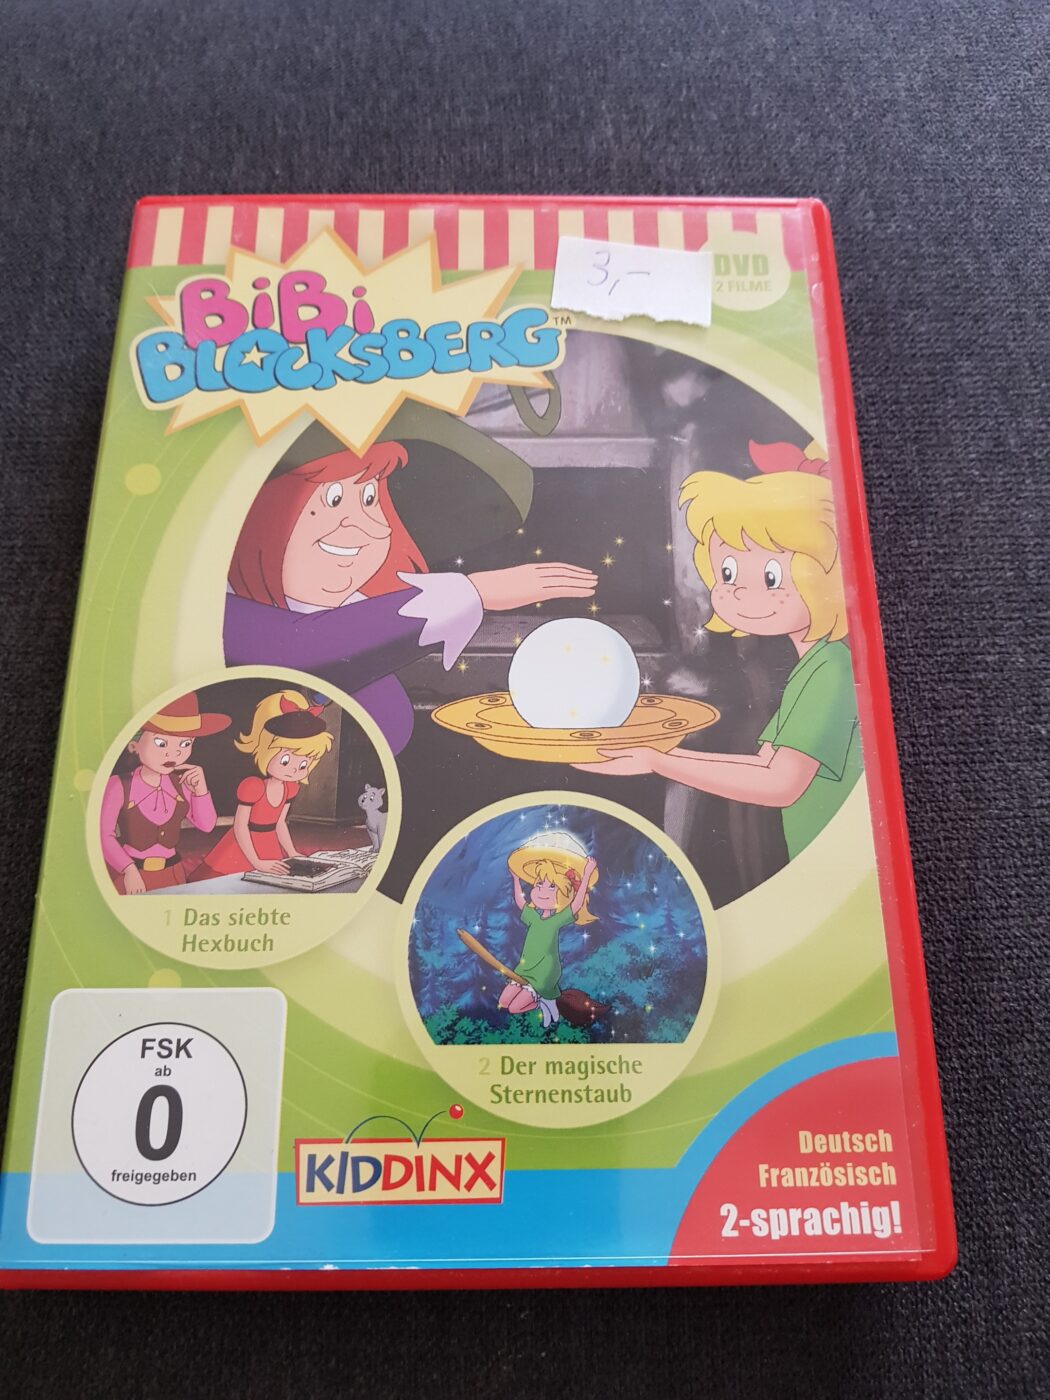 BiBi
BLOCKSBERG™
3,-
DVD
2 FILME
1 Das siebte
Hexbuch
2 Der magische
Sternenstaub
FSK
ab
0
freigegeben
KIDDINX
Deutsch
Französisch
2-sprachig!